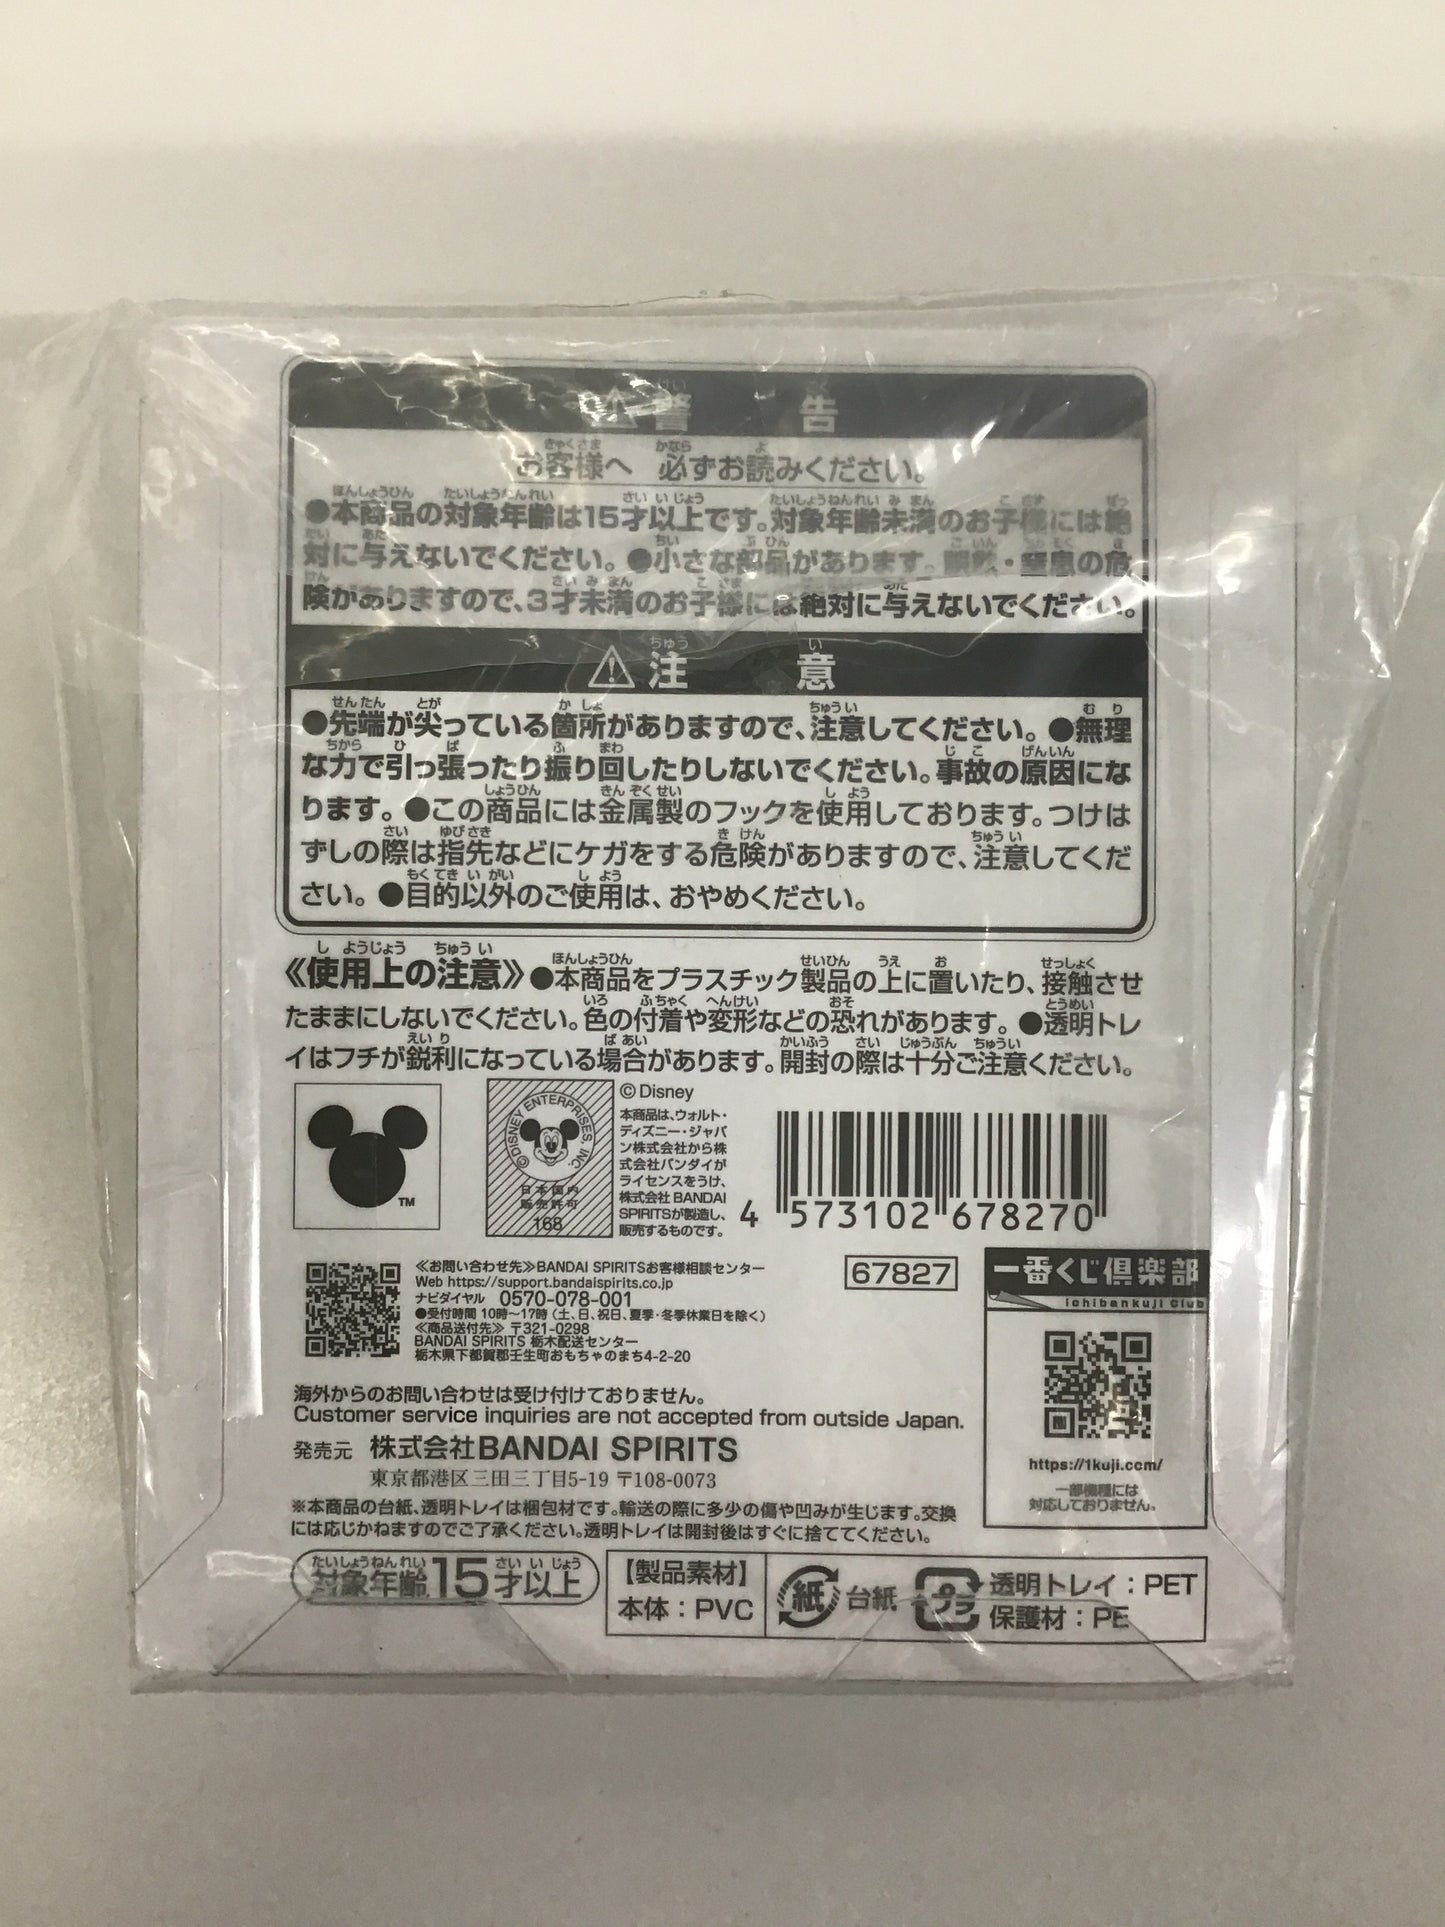 警告
お客様へ 必ずお読みください。
●本商品の対象年齢は15才以上です。対象年齢未満のお子様には絶
対に与えないでください。●小さな部品があります。誤飲・窒息の危
険がありますので、3才未満のお子様には絶対に与えないでください。
注意
●先端が尖っている箇所がありますので、注意してください。●無理
な力で引っ張ったり振り回したりしないでください。事故の原因にな
ります。●この商品には金属製のフックを使用しております。つけは
ずしの際は指先などにケガをする危険がありますので、注意してくだ
さい。●目的以外のご使用は、おやめください。
《使用上の注意》●本商品をプラスチック製品の上に置いたり、接触させ
たままにしないでください。色の付着や変形などの恐れがあります。●透明トレ
イはフチが鋭利になっている場合があります。開封の際は十分ご注意ください。
TM
©DISNEY ENTERPRISES, INC.
日本国内
販売許可
168
©Disney
本商品は、ウォルト・
ディズニー・ジャパ
ン株式会社から株
式会社バンダイが
ライセンスをうけ、
株式会社BANDAI
SPIRITSが製造し、
販売するものです。
4 573102 678270
《お問い合わせ先》BANDAI SPIRITSお客様相談センター
Web https://support.bandaispirits.co.jp
ナビダイヤル 0570-078-001
●受付時間 10時〜17時(土、日、祝日、夏季・冬季休業日を除く)
《商品送付先》〒321-0298
BANDAI SPIRITS 栃木配送センター
栃木県下都賀郡壬生町おもちゃのまち4-2-20
67827
一番くじ倶楽部
ichibankuji Club
https://1kuji.com/
一部機種には
対応しておりません。
海外からのお問い合わせは受け付けておりません。
Customer service inquiries are not accepted from outside Japan.
発売元 株式会社BANDAI SPIRITS
東京都港区三田三丁目5-19 〒108-0073
※本商品の台紙、透明トレイは梱包材です。輸送の際に多少の傷や凹みが生じます。交換
には応じかねますのでご了承ください。透明トレイは開封後はすぐに捨ててください。
対象年齢15才以上
【製品素材】
本体:PVC
紙 台紙
プラ 透明トレイ:PET
保護材:PE